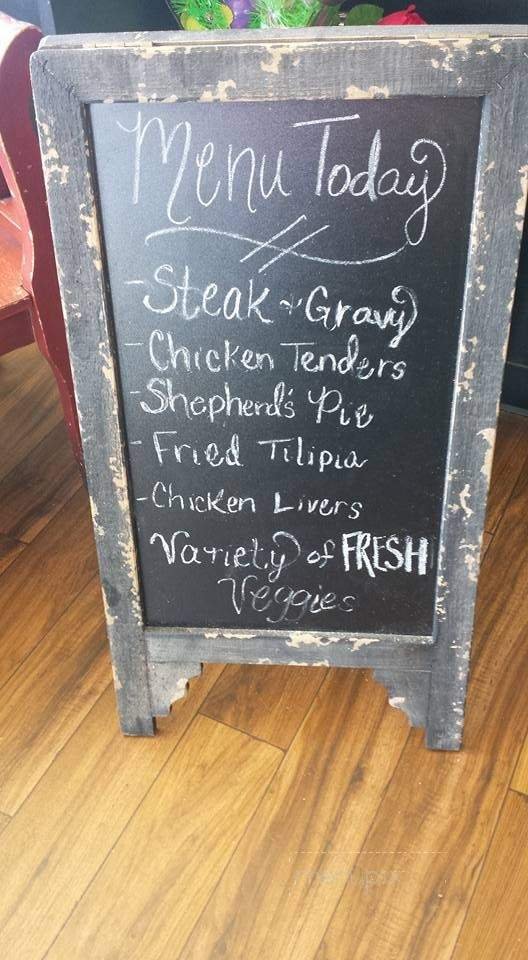 Menu Today
- Steak & Gravy
- Chicken Tenders
- Shepherd's Pie
- Fried Tilipia
- Chicken Livers
Variety of FRESH
Veggies